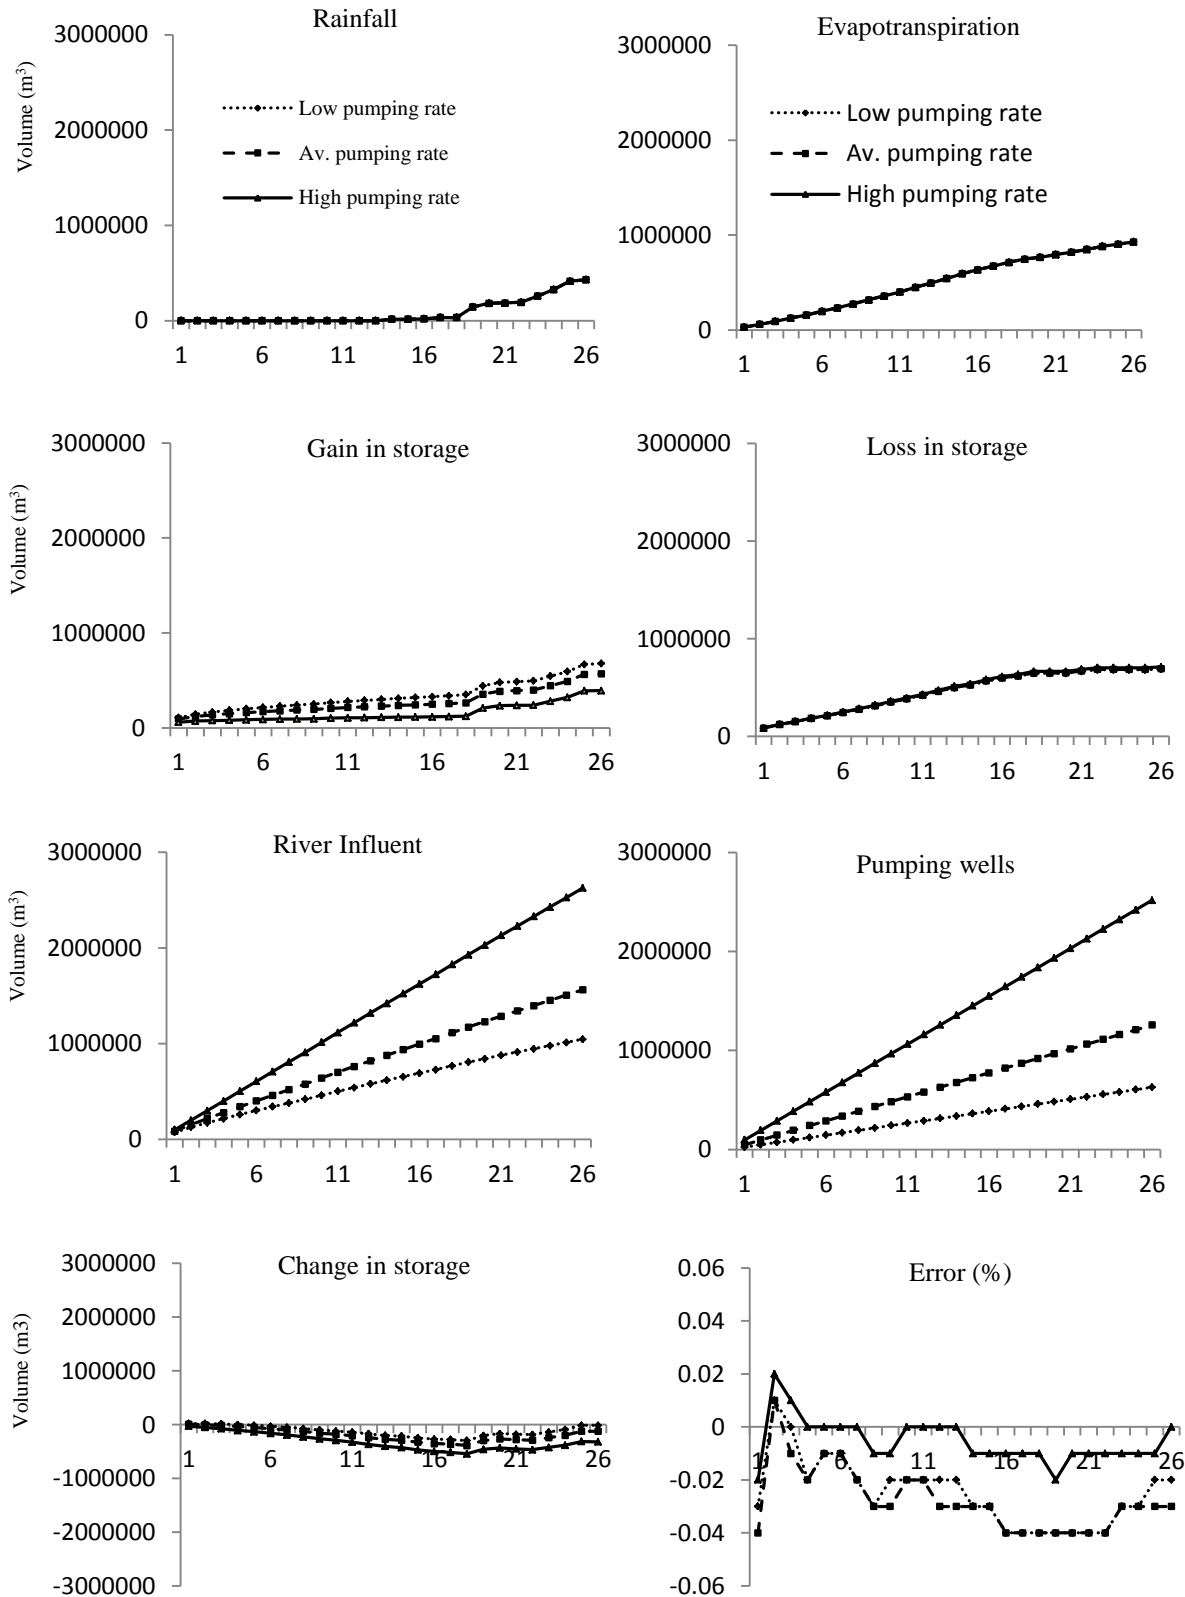 Rainfall
3000000
2000000
1000000
0
Volume (m³)
Low pumping rate
Av. pumping rate
High pumping rate
1 6 11 16 21 26
Evapotranspiration
3000000
2000000
1000000
0
Low pumping rate
Av. pumping rate
High pumping rate
1 6 11 16 21 26
Gain in storage
3000000
2000000
1000000
0
Volume (m³)
1 6 11 16 21 26
Loss in storage
3000000
2000000
1000000
0
1 6 11 16 21 26
River Influent
3000000
2000000
1000000
0
Volume (m³)
1 6 11 16 21 26
Pumping wells
3000000
2000000
1000000
0
1 6 11 16 21 26
Change in storage
3000000
2000000
1000000
0
-1000000
-2000000
-3000000
Volume (m3)
1 6 11 16 21 26
Error (%)
0.06
0.04
0.02
0
-0.02
-0.04
-0.06
1 6 11 16 21 26